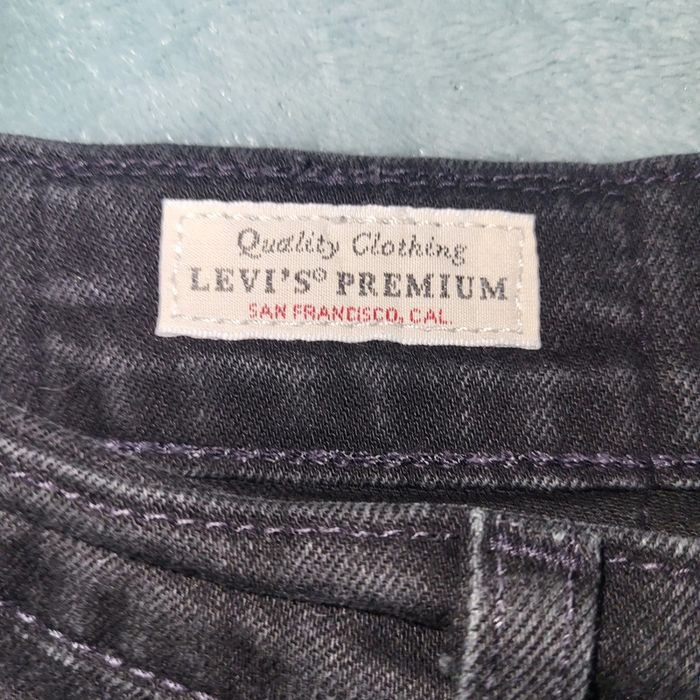 Quality Clothing
LEVI'S® PREMIUM
SAN FRANCISCO, CAL.